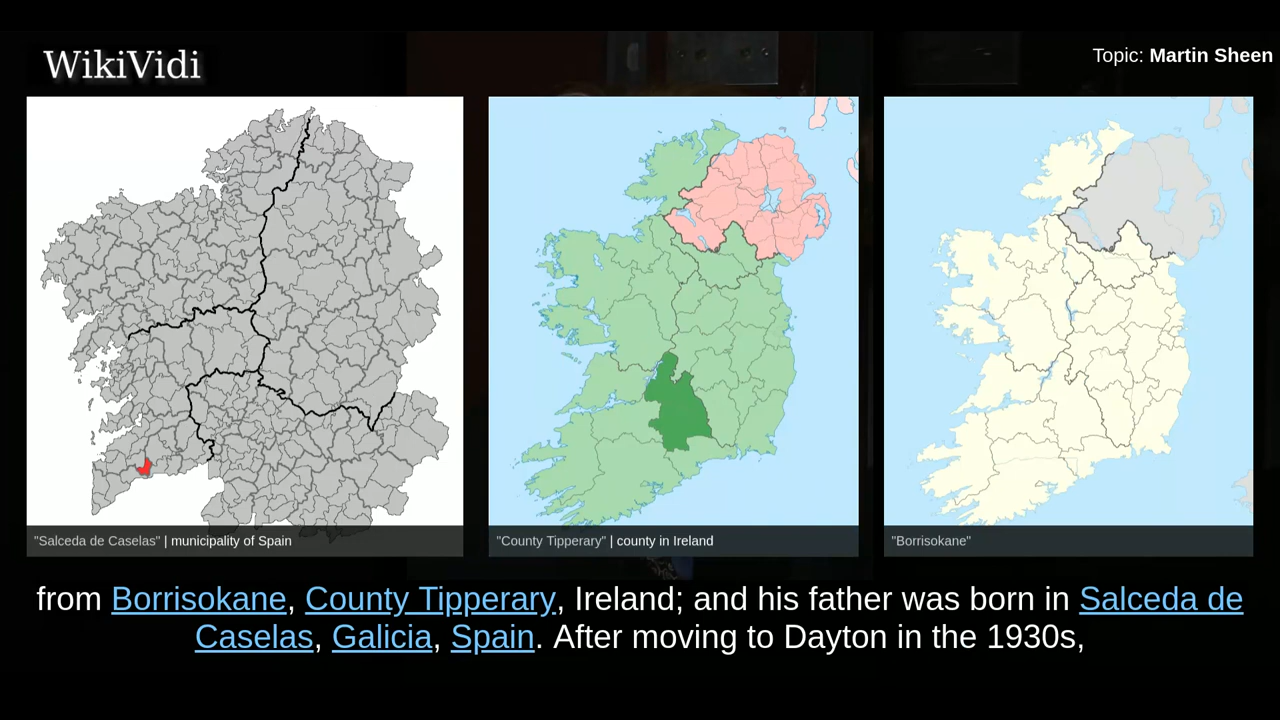 WikiVidi
Topic: Martin Sheen
"Salceda de Caselas" | municipality of Spain
"County Tipperary" | county in Ireland
"Borrisokane"
from Borrisokane, County Tipperary, Ireland; and his father was born in Salceda de
Caselas, Galicia, Spain. After moving to Dayton in the 1930s,